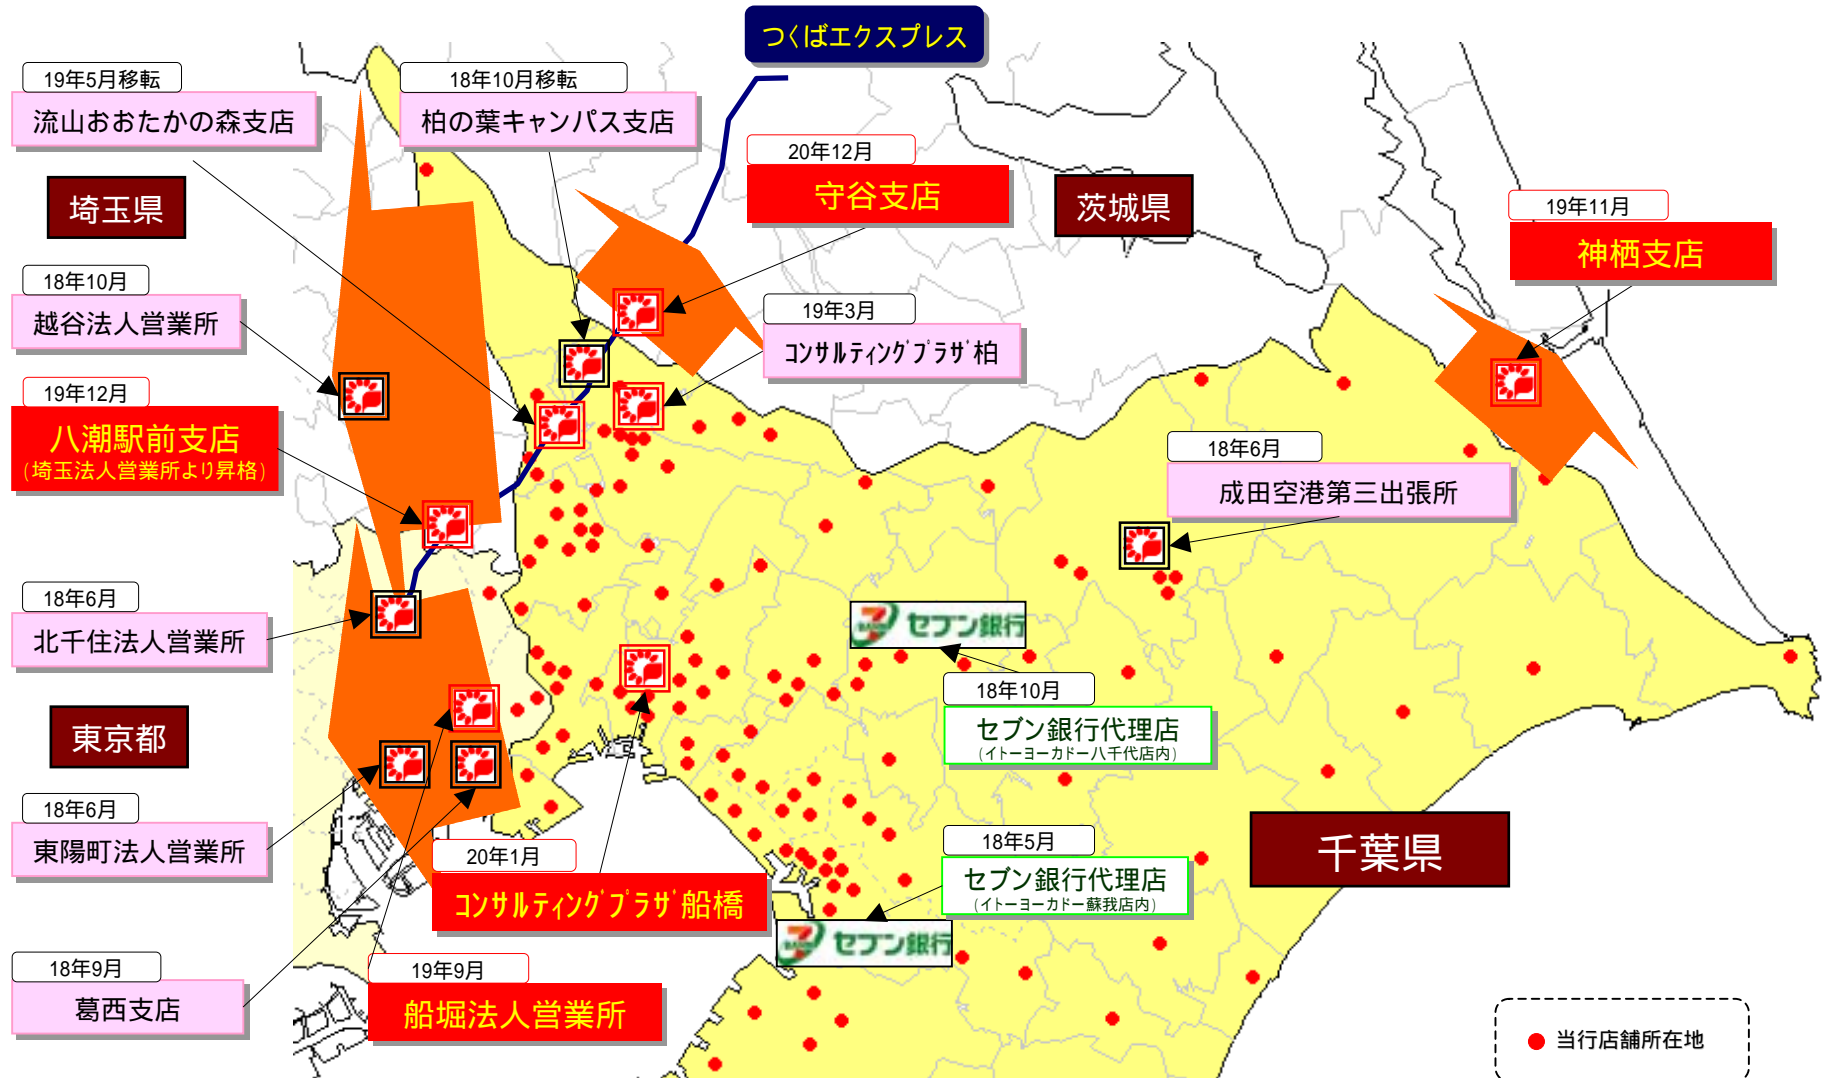 つくばエクスプレス
19年5月移転
流山おおたかの森支店
18年10月移転
柏の葉キャンパス支店
20年12月
守谷支店
埼玉県
茨城県
19年11月
神栖支店
18年10月
越谷法人営業所
19年3月
コンサルティングプラザ柏
19年12月
八潮駅前支店
(埼玉法人営業所より昇格)
18年6月
成田空港第三出張所
18年6月
北千住法人営業所
セブン銀行
18年10月
セブン銀行代理店
(イトーヨーカドー八千代店内)
東京都
18年6月
東陽町法人営業所
20年1月
コンサルティングプラザ船橋
18年5月
セブン銀行代理店
(イトーヨーカドー蘇我店内)
セブン銀行
千葉県
18年9月
葛西支店
19年9月
船堀法人営業所
当行店舗所在地